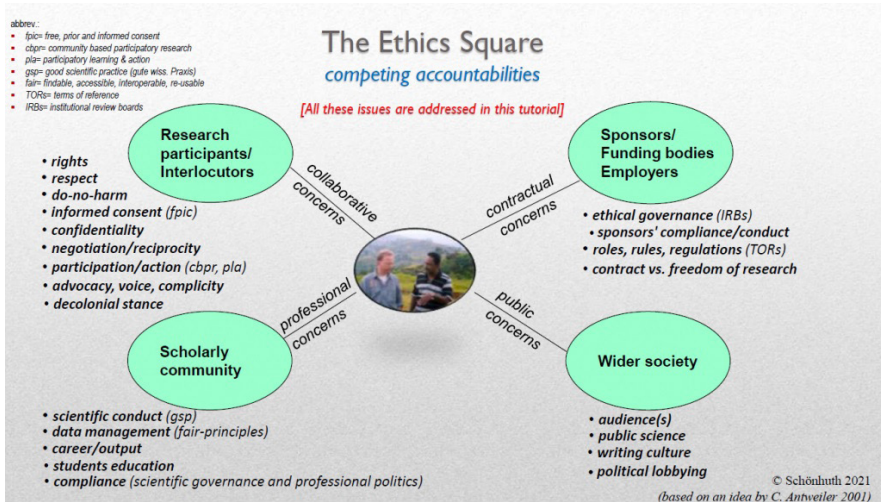 abbrev.:
▪ fpic= free, prior and informed consent
▪ cbpr= community based participatory research
▪ pla= participatory learning & action
▪ gsp= good scientific practice (gute wiss. Praxis)
▪ fair= findable, accessible, interoperable, re-usable
▪ TORs= terms of reference
▪ IRBs= institutional review boards
The Ethics Square
competing accountabilities
[All these issues are addressed in this tutorial]
Research
participants/
Interlocutors
• rights
• respect
• do-no-harm
• informed consent (fpic)
• confidentiality
• negotiation/reciprocity
• participation/action (cbpr, pla)
• advocacy, voice, complicity
• decolonial stance
collaborative
concerns
Sponsors/
Funding bodies
Employers
contractual
concerns
• ethical governance (IRBs)
• sponsors' compliance/conduct
• roles, rules, regulations (TORs)
• contract vs. freedom of research
professional
concerns
Scholarly
community
• scientific conduct (gsp)
• data management (fair-principles)
• career/output
• students education
• compliance (scientific governance and professional politics)
public
concerns
Wider society
• audience(s)
• public science
• writing culture
• political lobbying
© Schönhuth 2021
(based on an idea by C. Antweiler 2001)